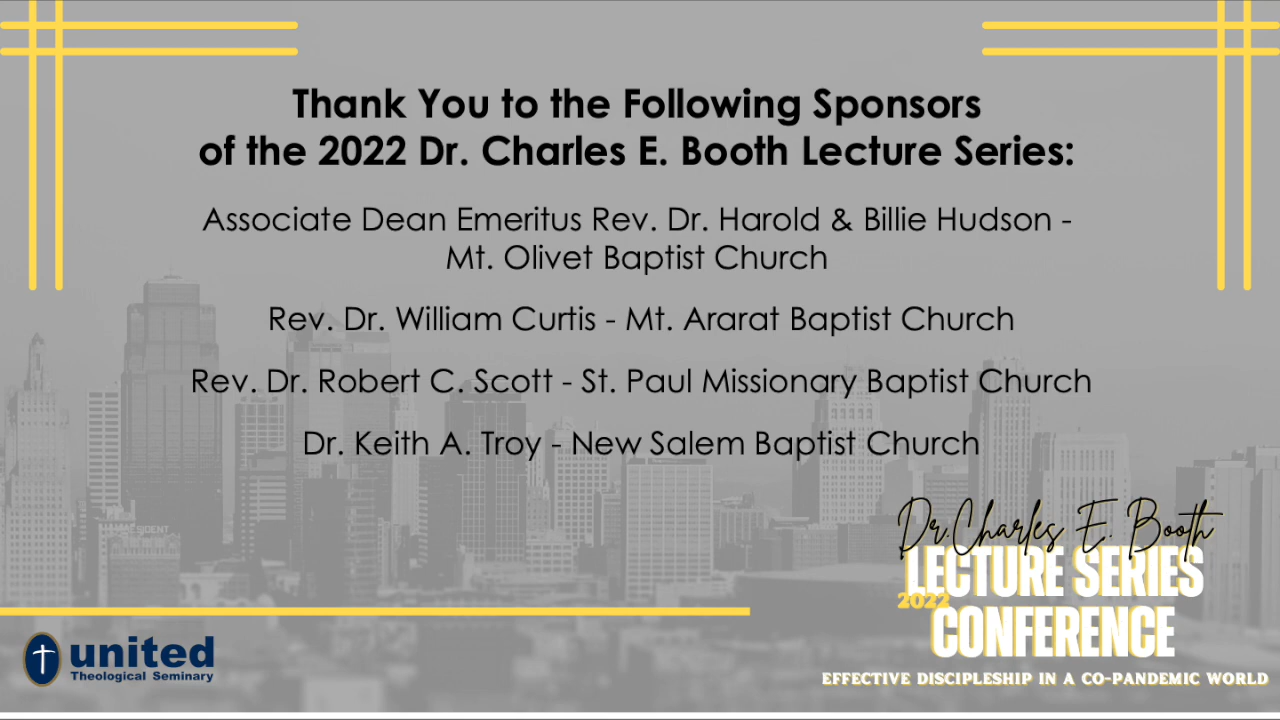 Thank You to the Following Sponsors
of the 2022 Dr. Charles E. Booth Lecture Series:
Associate Dean Emeritus Rev. Dr. Harold & Billie Hudson -
Mt. Olivet Baptist Church
Rev. Dr. William Curtis - Mt. Ararat Baptist Church
Rev. Dr. Robert C. Scott - St. Paul Missionary Baptist Church
Dr. Keith A. Troy - New Salem Baptist Church
Dr. Charles E. Booth
LECTURE SERIES
2022
CONFERENCE
EFFECTIVE DISCIPLESHIP IN A CO-PANDEMIC WORLD
united
Theological Seminary